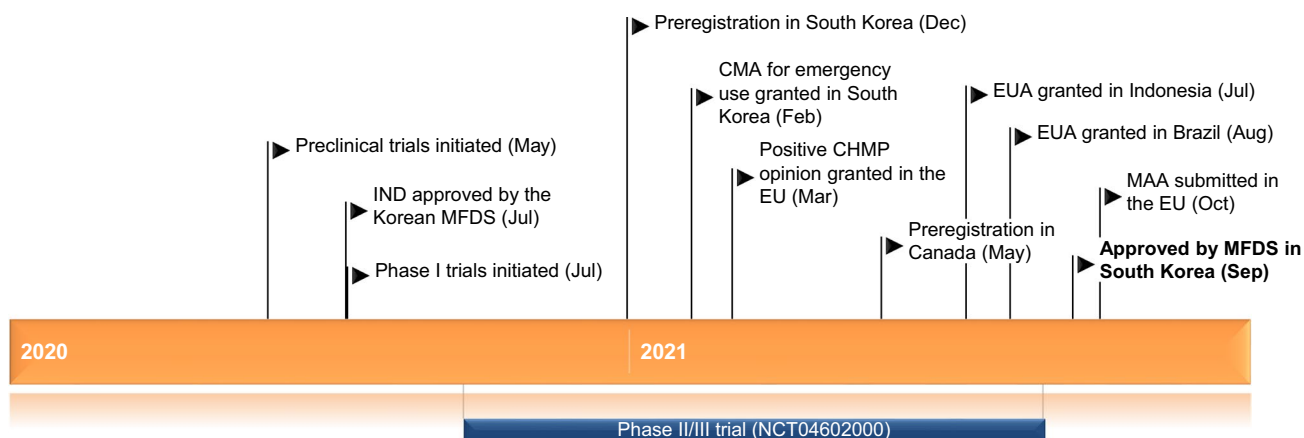 Preregistration in South Korea (Dec)
CMA for emergency
use granted in South
Korea (Feb)
EUA granted in Indonesia (Jul)
EUA granted in Brazil (Aug)
Preclinical trials initiated (May)
Positive CHMP
opinion granted in the
EU (Mar)
MAA submitted in
the EU (Oct)
IND approved by the
Korean MFDS (Jul)
Preregistration in
Canada (May)
Approved by MFDS in
South Korea (Sep)
Phase I trials initiated (Jul)
2020
2021
Phase II/III trial (NCT04602000)